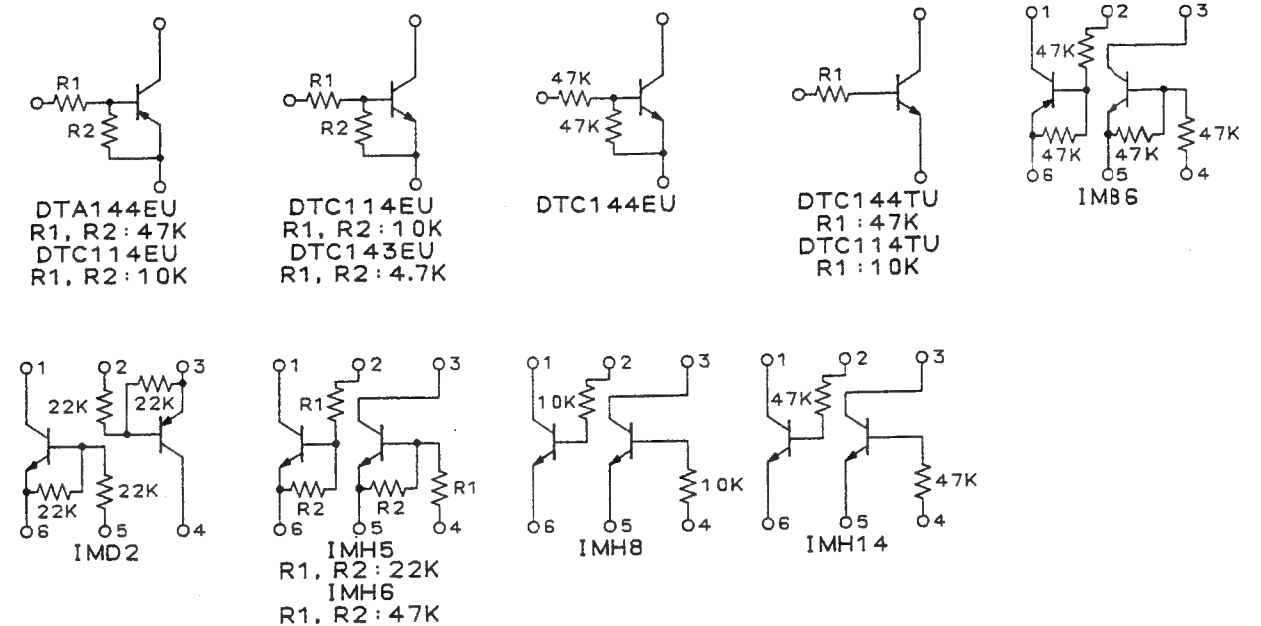 R1
R2
DTA144EU
R1, R2:47K
DTC114EU
R1, R2:10K
R1
R2
DTC114EU
R1, R2:10K
DTC143EU
R1, R2:4.7K
47K
47K
DTC144EU
R1
DTC144TU
R1:47K
DTC114TU
R1:10K
1 2 3
47K
47K
47K 47K
6 5 4
IMB6
1 2 3
22K 22K
22K
22K
6 5 4
IMD2
1 2 3
R1
R1
R2 R2
6 5 4
IMH5
R1, R2:22K
IMH6
R1, R2:47K
1 2 3
10K
10K
6 5 4
IMH8
1 2 3
47K
47K
6 5 4
IMH14